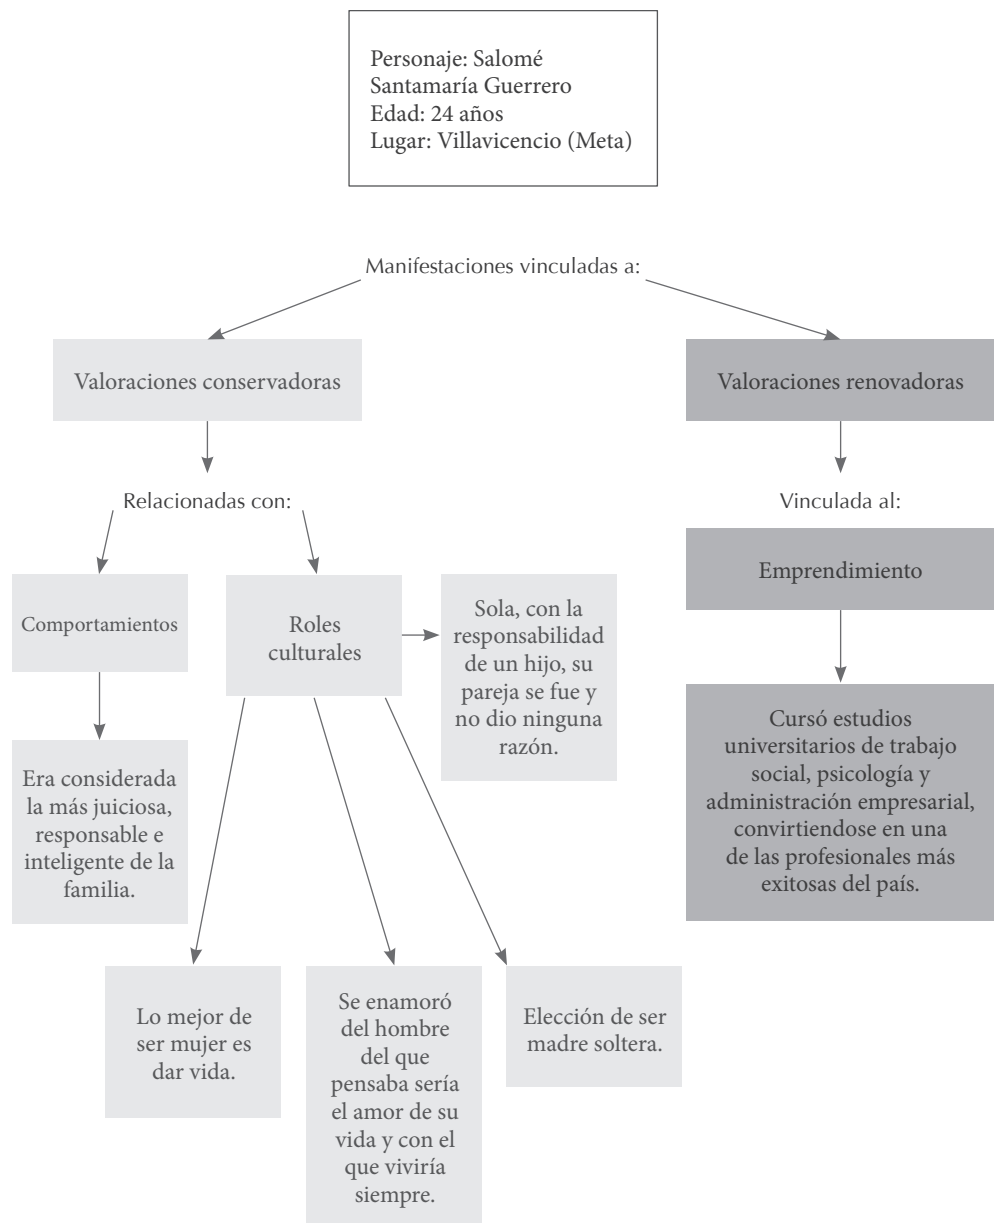 Personaje: Salomé
Santamaría Guerrero
Edad: 24 años
Lugar: Villavicencio (Meta)
Manifestaciones vinculadas a:
Valoraciones conservadoras
Valoraciones renovadoras
Relacionadas con:
Vinculada al:
Comportamientos
Roles
culturales
Sola, con la
responsabilidad
de un hijo, su
pareja se fue y
no dio ninguna
razón.
Emprendimiento
Era considerada
la más juiciosa,
responsable e
inteligente de la
familia.
Cursó estudios
universitarios de trabajo
social, psicología y
administración empresarial,
convirtiendose en una
de las profesionales más
exitosas del país.
Lo mejor de
ser mujer es
dar vida.
Se enamoró
del hombre
del que
pensaba sería
el amor de su
vida y con el
que viviría
siempre.
Elección de ser
madre soltera.